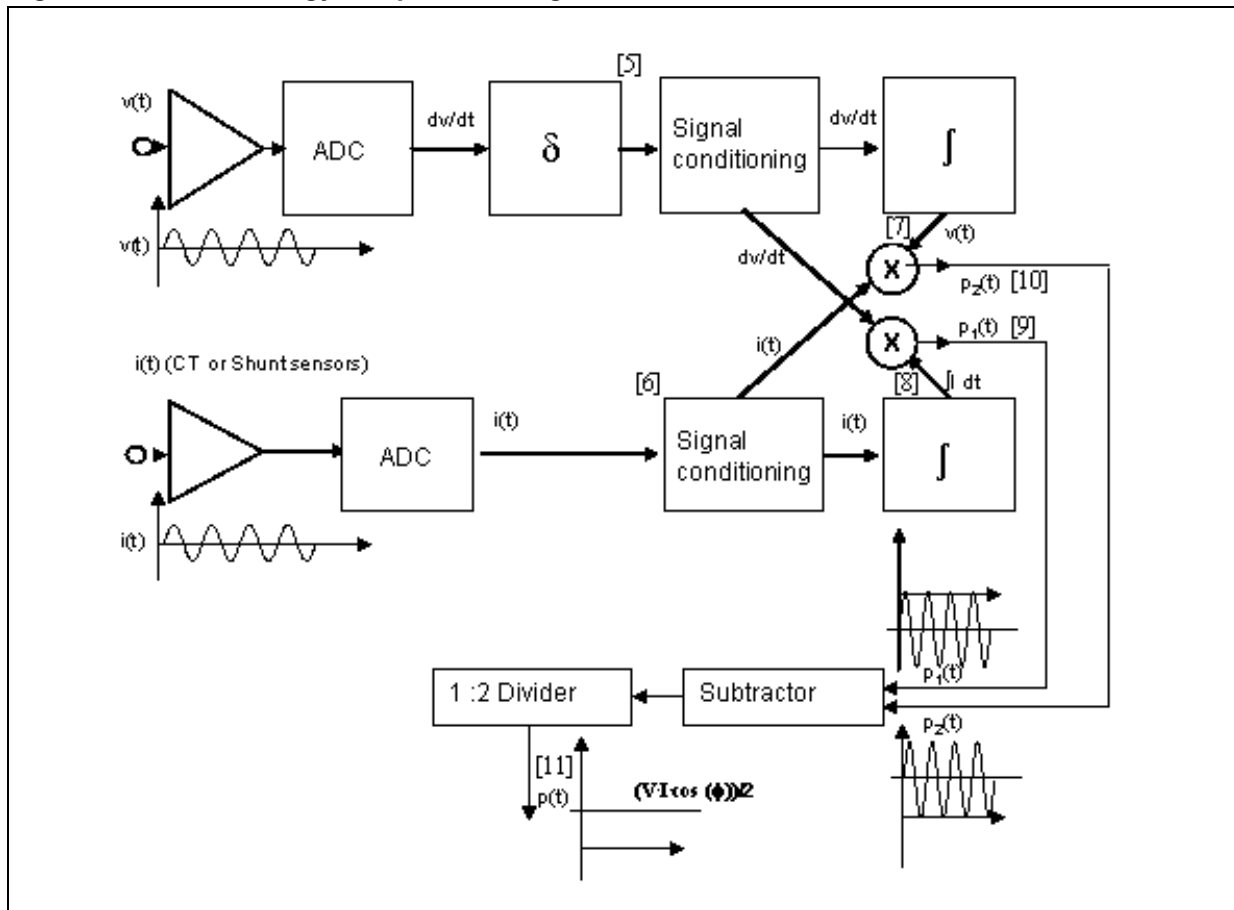 [5]
v(t)
ADC
dv/dt
δ
Signal
conditioning
dv/dt
∫
v(t)
[7]
v(t)
dv/dt
X
p2(t) [10]
X
p1(t) [9]
i(t)
i(t) (CT or Shunt sensors)
[6]
[8]
∫I dt
ADC
i(t)
Signal
conditioning
i(t)
∫
i(t)
p1(t)
1 :2 Divider
Subtractor
p2(t)
[11]
p(t)
(V·I·cos (ϕ))/2